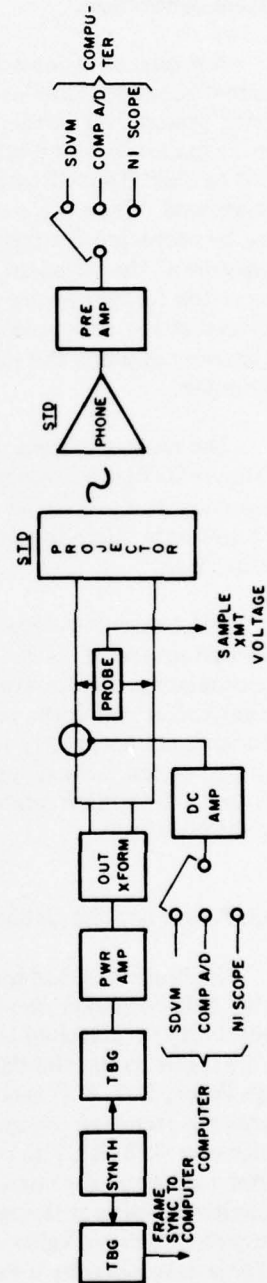 TBG
FRAME
SYNC TO
COMPUTER
SYNTH
TBG
PWR
AMP
OUT
XFORM
SDVM
COMP A/D
NI SCOPE
COMPUTER
DC
AMP
PROBE
SAMPLE
XMT
VOLTAGE
STD
PROJECTOR
STD
PHONE
PRE
AMP
SDVM
COMP A/D
NI SCOPE
COMPU-
TER